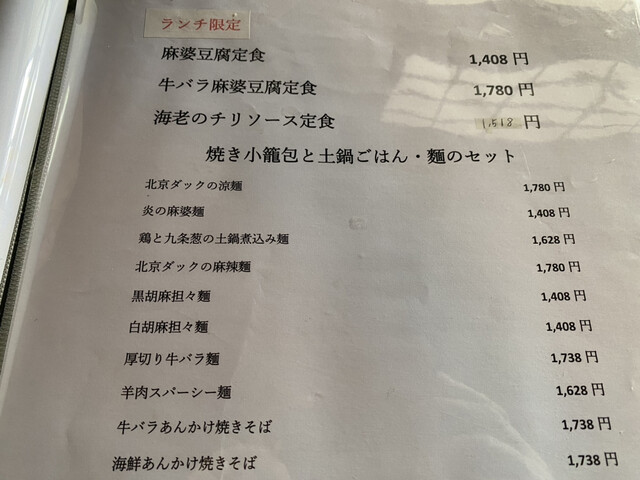 ランチ限定
麻婆豆腐定食 1,408 円
牛バラ麻婆豆腐定食 1,780 円
海老のチリソース定食 1,518 円
焼き小籠包と土鍋ごはん・麺のセット
北京ダックの涼麺 1,780 円
炎の麻婆麺 1,408 円
鶏と九条葱の土鍋煮込み麺 1,628 円
北京ダックの麻辣麺 1,780 円
黒胡麻担々麺 1,408 円
白胡麻担々麺 1,408 円
厚切り牛バラ麺 1,738 円
羊肉スパーシー麺 1,628 円
牛バラあんかけ焼きそば 1,738 円
海鮮あんかけ焼きそば 1,738 円